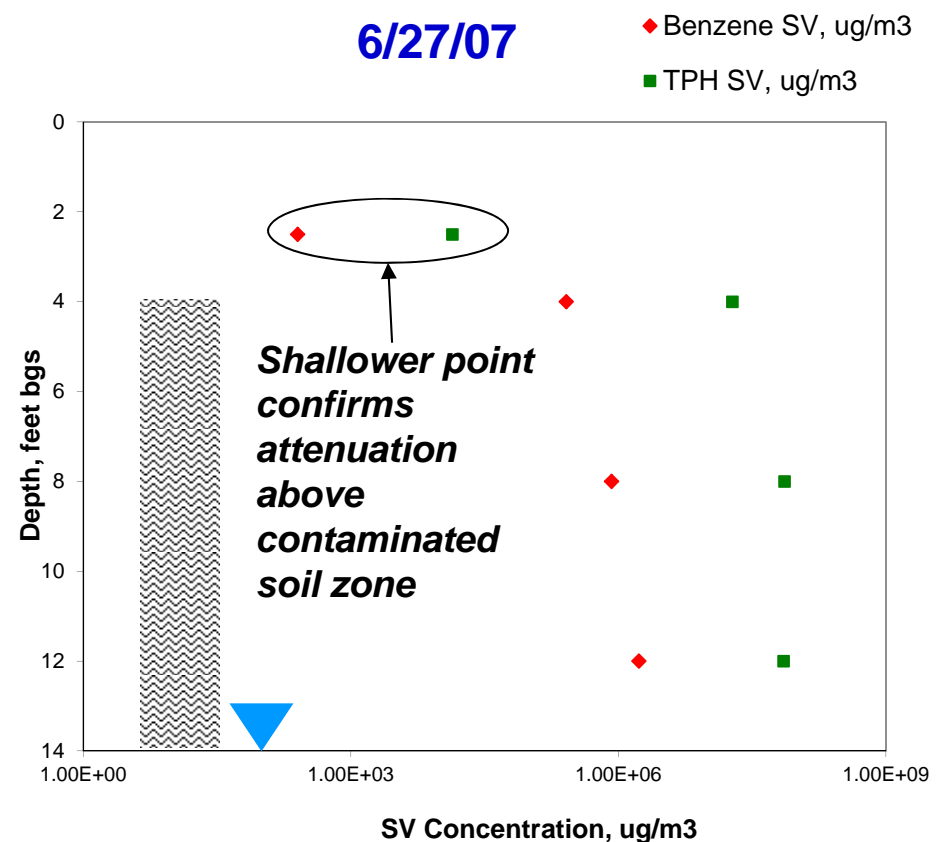 6/27/07
Benzene SV, ug/m3
TPH SV, ug/m3
0
2
4
6
8
10
12
14
Depth, feet bgs
Shallower point
confirms
attenuation
above
contaminated
soil zone
1.00E+00
1.00E+03
1.00E+06
1.00E+09
SV Concentration, ug/m3